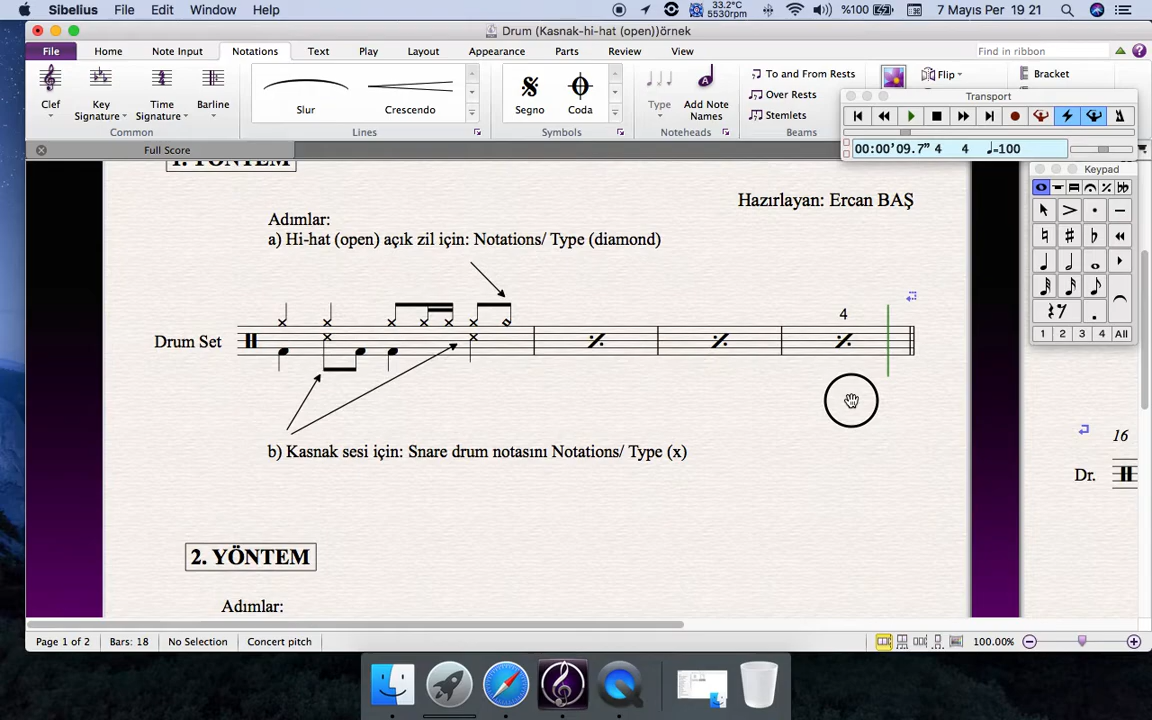 Sibelius File Edit Window Help 33.2°C 5530rpm %100 7 Mayıs Per 19 21
Drum (Kasnak-hi-hat (open))örnek
File Home Note Input Notations Text Play Layout Appearance Parts Review View Find in ribbon
Clef Key Signature Time Signature Barline
Common
Slur Crescendo
Lines
Segno Coda
Symbols
Type Add Note Names
Noteheads
To and From Rests
Over Rests
Stemlets
Beams
Flip
Bracket
Transport
00:00'09.7" 4 4 =100
Full Score
Keypad
1 2 3 4 All
1. YÖNTEM
Hazırlayan: Ercan BAŞ
Adımlar:
a) Hi-hat (open) açık zil için: Notations/ Type (diamond)
4
Drum Set
b) Kasnak sesi için: Snare drum notasını Notations/ Type (x)
16
Dr.
2. YÖNTEM
Adımlar:
Page 1 of 2 Bars: 18 No Selection Concert pitch 100.00%